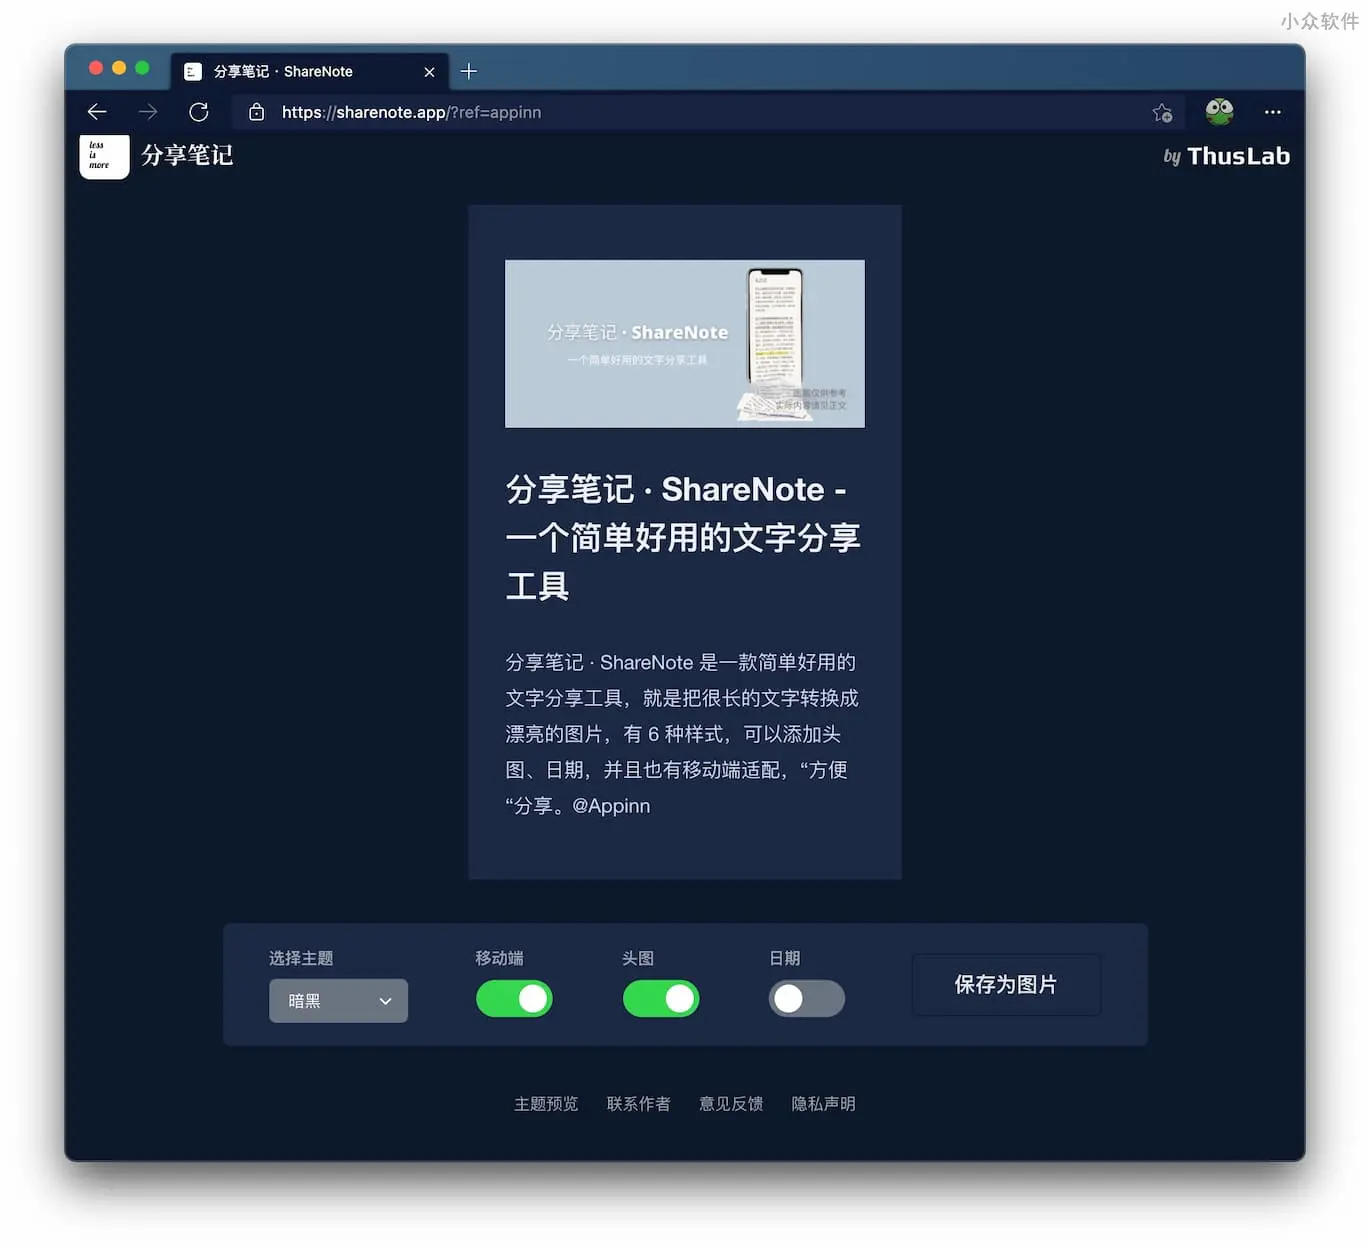 小众软件
分享笔记 · ShareNote
https://sharenote.app/?ref=appinn
less
is
more
分享笔记
by ThusLab
分享笔记 · ShareNote
一个简单好用的文字分享工具
实际内容请见正文
分享笔记 · ShareNote -
一个简单好用的文字分享
工具
分享笔记 · ShareNote 是一款简单好用的
文字分享工具，就是把很长的文字转换成
漂亮的图片，有 6 种样式，可以添加头
图、日期，并且也有移动端适配，“方便
“分享。@Appinn
选择主题
移动端
头图
日期
暗黑
保存为图片
主题预览
联系作者
意见反馈
隐私声明